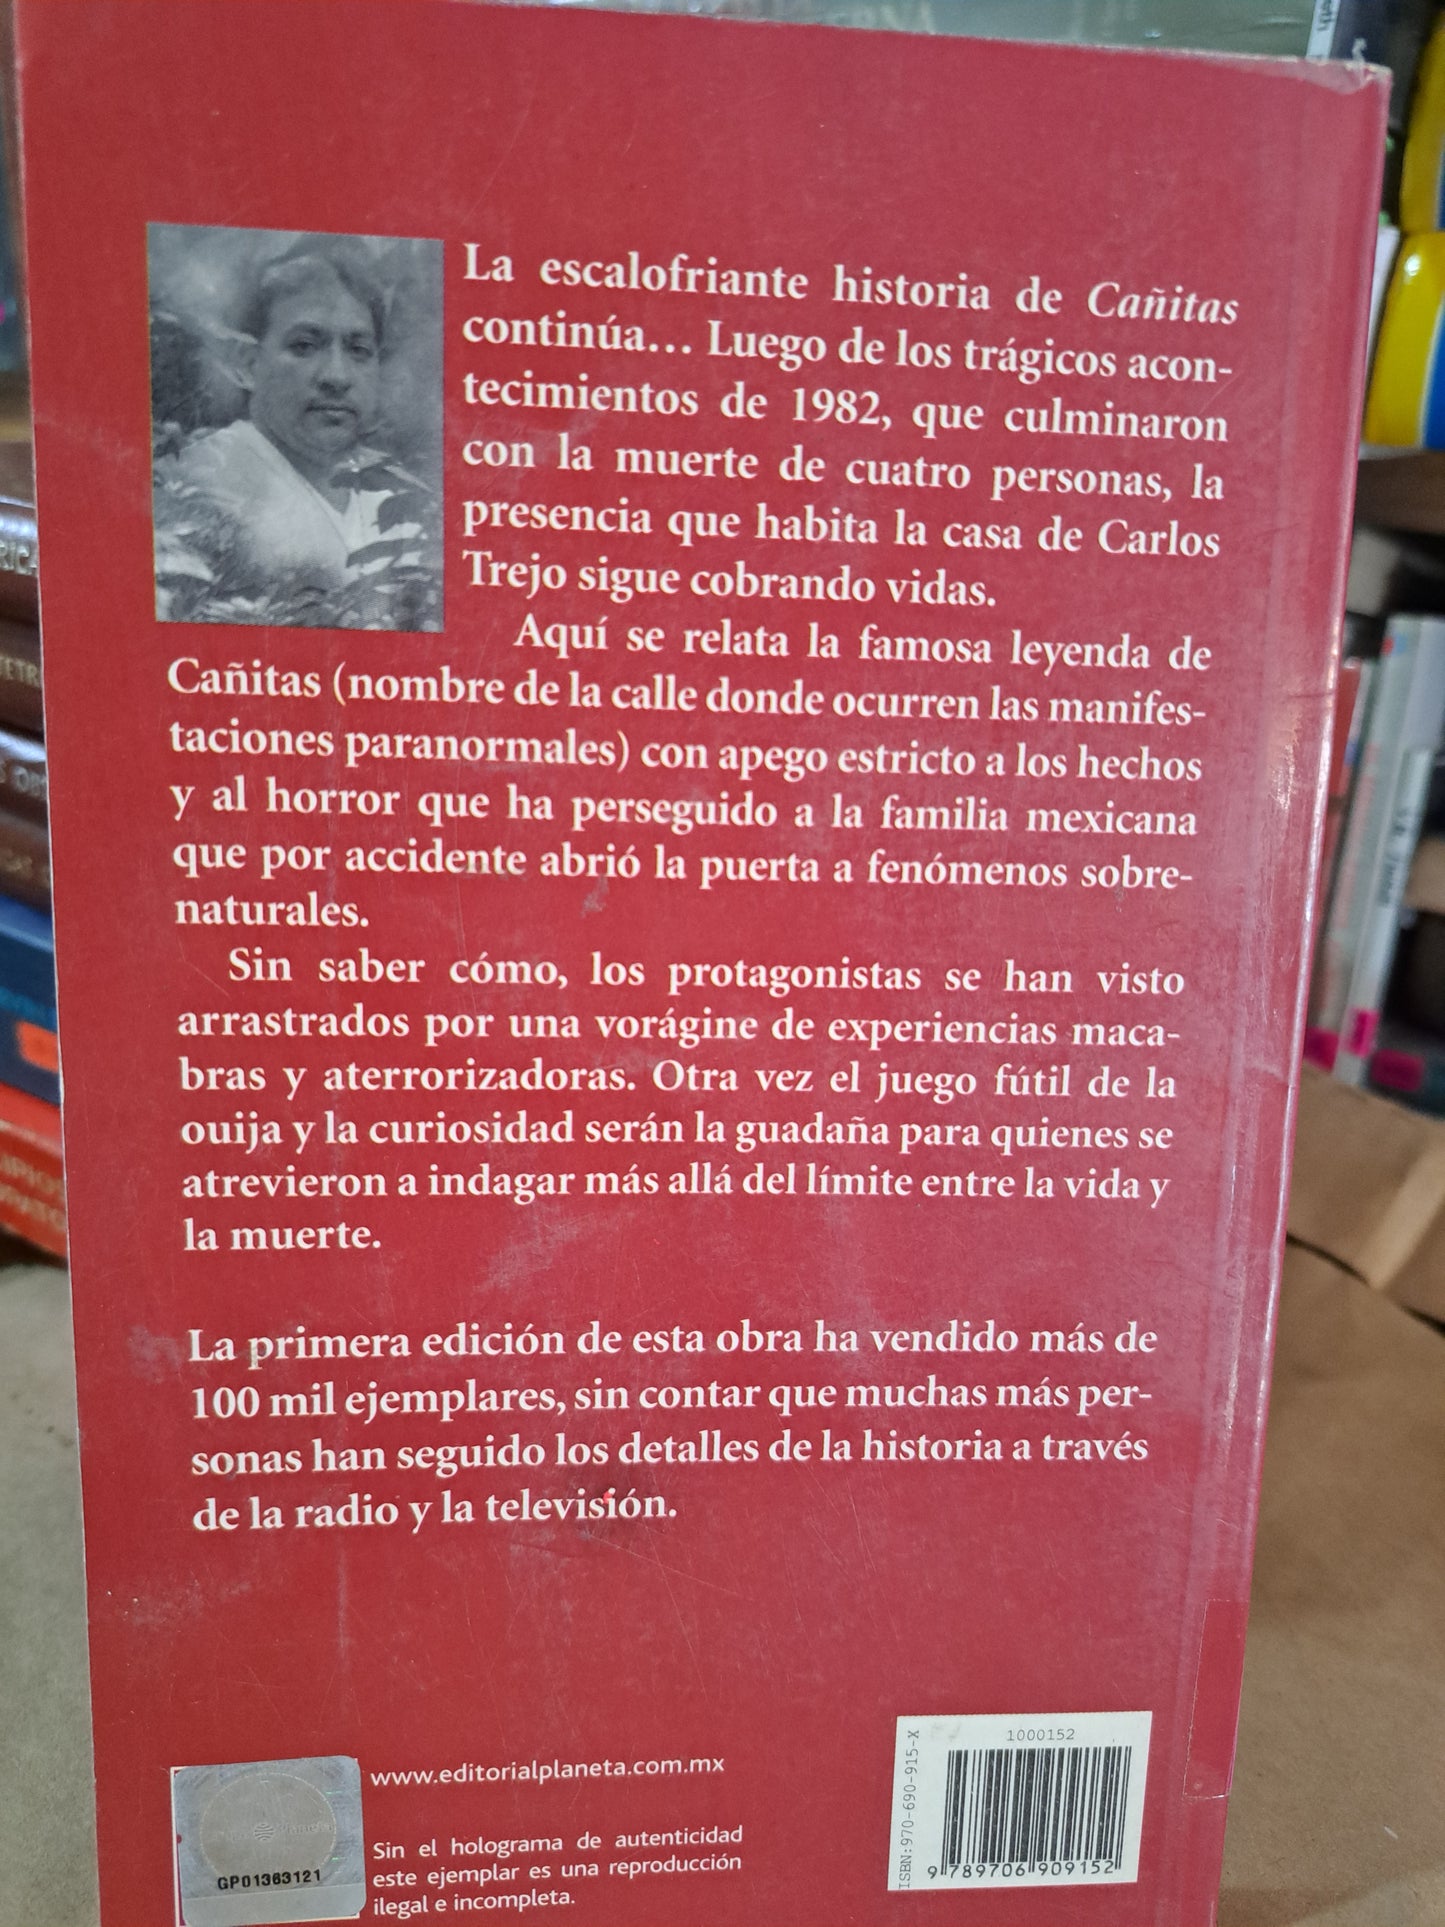 La escalofriante historia de Cañitas
continúa... Luego de los trágicos acon-
tecimientos de 1982, que culminaron
con la muerte de cuatro personas, la
presencia que habita la casa de Carlos
Trejo sigue cobrando vidas.
Aquí se relata la famosa leyenda de
Cañitas (nombre de la calle donde ocurren las manifes-
taciones paranormales) con apego estricto a los hechos
y al horror que ha perseguido a la familia mexicana
que por accidente abrió la puerta a fenómenos sobre-
naturales.
Sin saber cómo, los protagonistas se han visto
arrastrados por una vorágine de experiencias maca-
bras y aterrorizadoras. Otra vez el juego fútil de la
ouija y la curiosidad serán la guadaña para quienes se
atrevieron a indagar más allá del límite entre la vida y
la muerte.
La primera edición de esta obra ha vendido más de
100 mil ejemplares, sin contar que muchas más per-
sonas han seguido los detalles de la historia a través
de la radio y la televisión.
www.editorialplaneta.com.mx
Sin el holograma de autenticidad
este ejemplar es una reproducción
ilegal e incompleta.
Planeta
GP01363121
1000152
ISBN:970-690-915-X
9 789706 909152